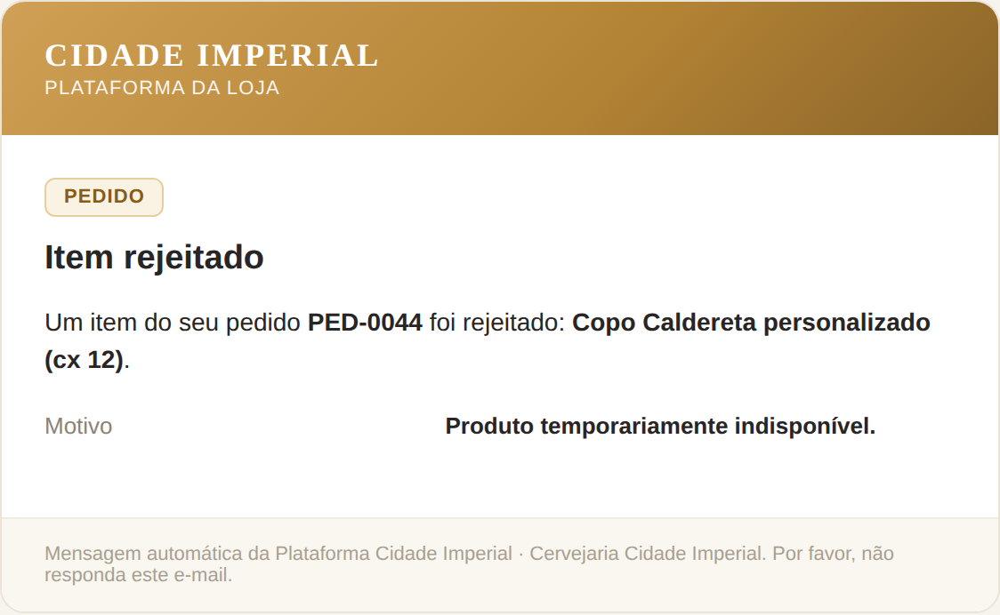 CIDADE IMPERIAL
PLATAFORMA DA LOJA
PEDIDO
Item rejeitado
Um item do seu pedido PED-0044 foi rejeitado: Copo Caldereta personalizado
(cx 12).
Motivo Produto temporariamente indisponível.
Mensagem automática da Plataforma Cidade Imperial · Cervejaria Cidade Imperial. Por favor, não
responda este e-mail.